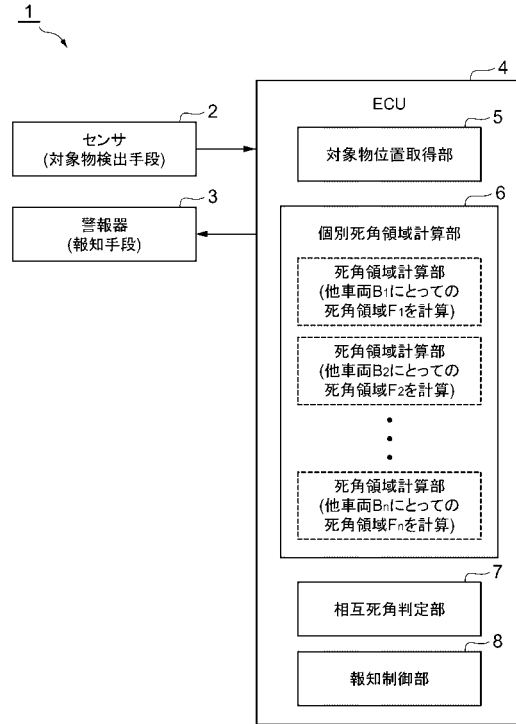 1
4
ECU
2
センサ
(対象物検出手段)
5
対象物位置取得部
3
警報器
(報知手段)
6
個別死角領域計算部
死角領域計算部
(他車両B1にとっての
死角領域F1を計算)
死角領域計算部
(他車両B2にとっての
死角領域F2を計算)
死角領域計算部
(他車両Bnにとっての
死角領域Fnを計算)
7
相互死角判定部
8
報知制御部